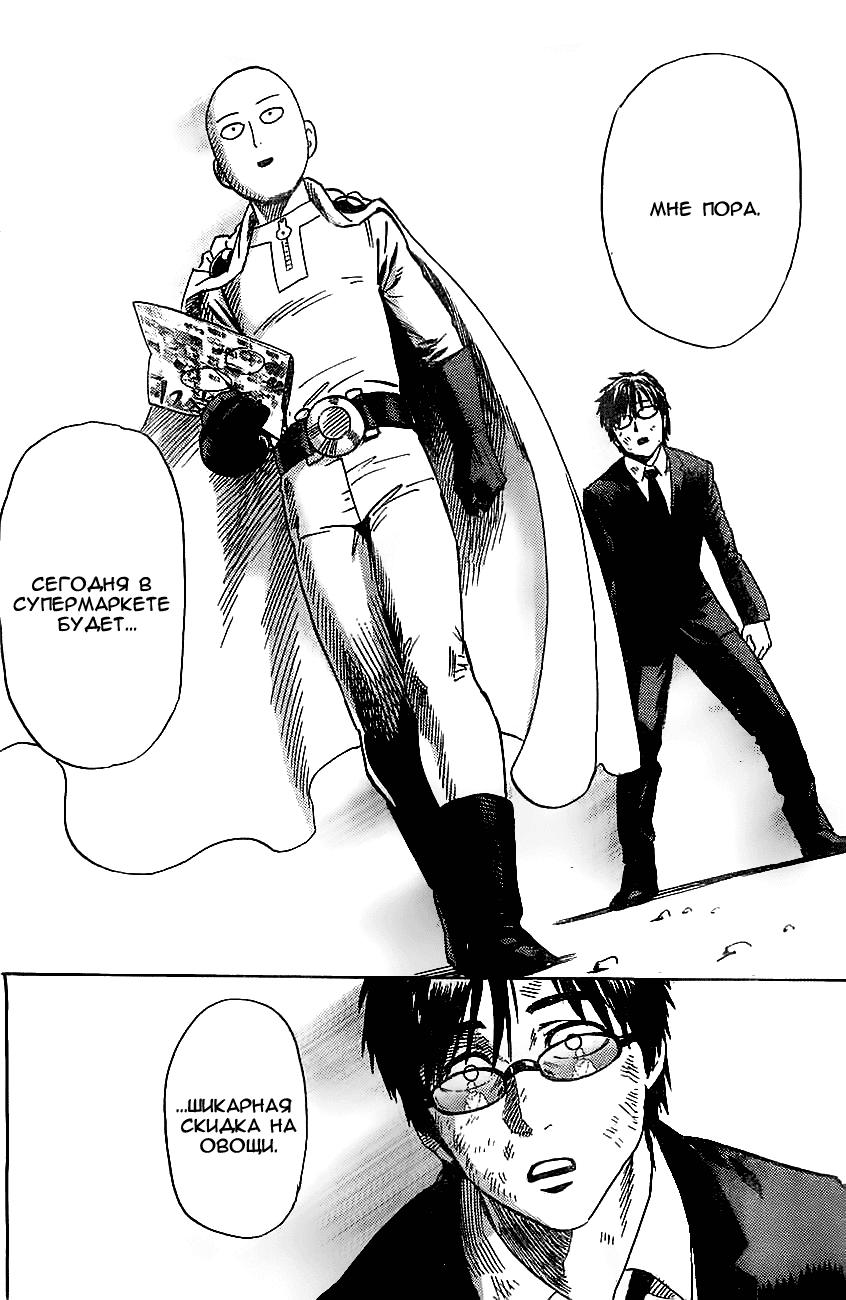 МНЕ ПОРА.
СЕГОДНЯ В
СУПЕРМАРКЕТЕ
БУДЕТ...
...ШИКАРНАЯ
СКИДКА НА
ОВОЩИ.